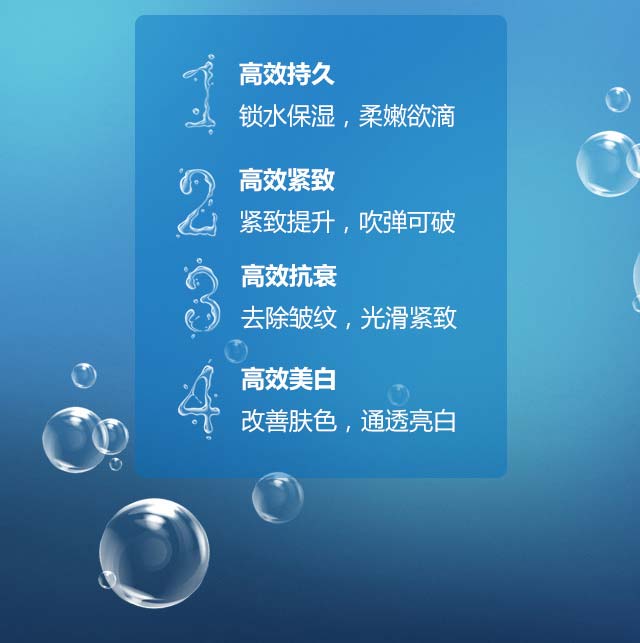 1 高效持久
锁水保湿，柔嫩欲滴
2 高效紧致
紧致提升，吹弹可破
3 高效抗衰
去除皱纹，光滑紧致
4 高效美白
改善肤色，通透亮白